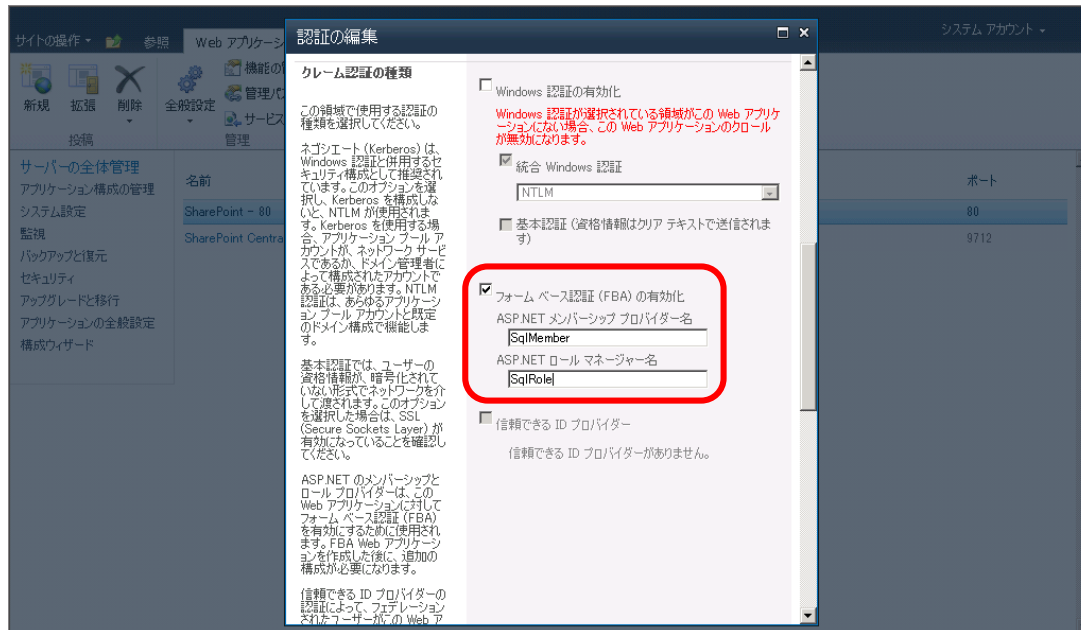 サイトの操作
参照
Web アプリケーシ
システム アカウント
新規
拡張
削除
全般設定
機能の
管理パ
サービス
投稿
管理
サーバーの全体管理
アプリケーション構成の管理
システム設定
監視
バックアップと復元
セキュリティ
アップグレードと移行
アプリケーションの全般設定
構成ウィザード
名前
ポート
SharePoint - 80
80
SharePoint Centra
9712
認証の編集
クレーム認証の種類
この領域で使用する認証の
種類を選択してください。
ネゴシエート (Kerberos) は、
Windows 認証と併用するセ
キュリティ構成として推奨され
ています。このオプションを選
択し、Kerberos を構成しな
いと、NTLM が使用されま
す。Kerberos を使用する場
合、アプリケーション プール ア
カウントが、ネットワーク サービ
スであるか、ドメイン管理者に
よって構成されたアカウントで
ある必要があります。NTLM
認証は、あらゆるアプリケーシ
ョン プール アカウントと既定
のドメイン構成で機能しま
す。
基本認証では、ユーザーの
資格情報が、暗号化されて
いない形式でネットワークを介
して渡されます。このオプション
を選択した場合は、SSL
(Secure Sockets Layer) が
有効になっていることを確認し
てください。
ASP.NET のメンバーシップと
ロール プロバイダーは、この
Web アプリケーションに対して
フォーム ベース認証 (FBA)
を有効にするために使用され
ます。FBA Web アプリケーシ
ョンを作成した後に、追加の
構成が必要になります。
信頼できる ID プロバイダーの
認証によって、フェデレーション
されたユーザーがこの Web ア
Windows 認証の有効化
Windows 認証が選択されている領域がこの Web アプリケ
ーションにない場合、この Web アプリケーションのクロール
が無効になります。
統合 Windows 認証
NTLM
基本認証 (資格情報はクリア テキストで送信されま
す)
フォーム ベース認証 (FBA) の有効化
ASP.NET メンバーシップ プロバイダー名
SqlMember
ASP.NET ロール マネージャー名
SqlRole
信頼できる ID プロバイダー
信頼できる ID プロバイダーがありません。